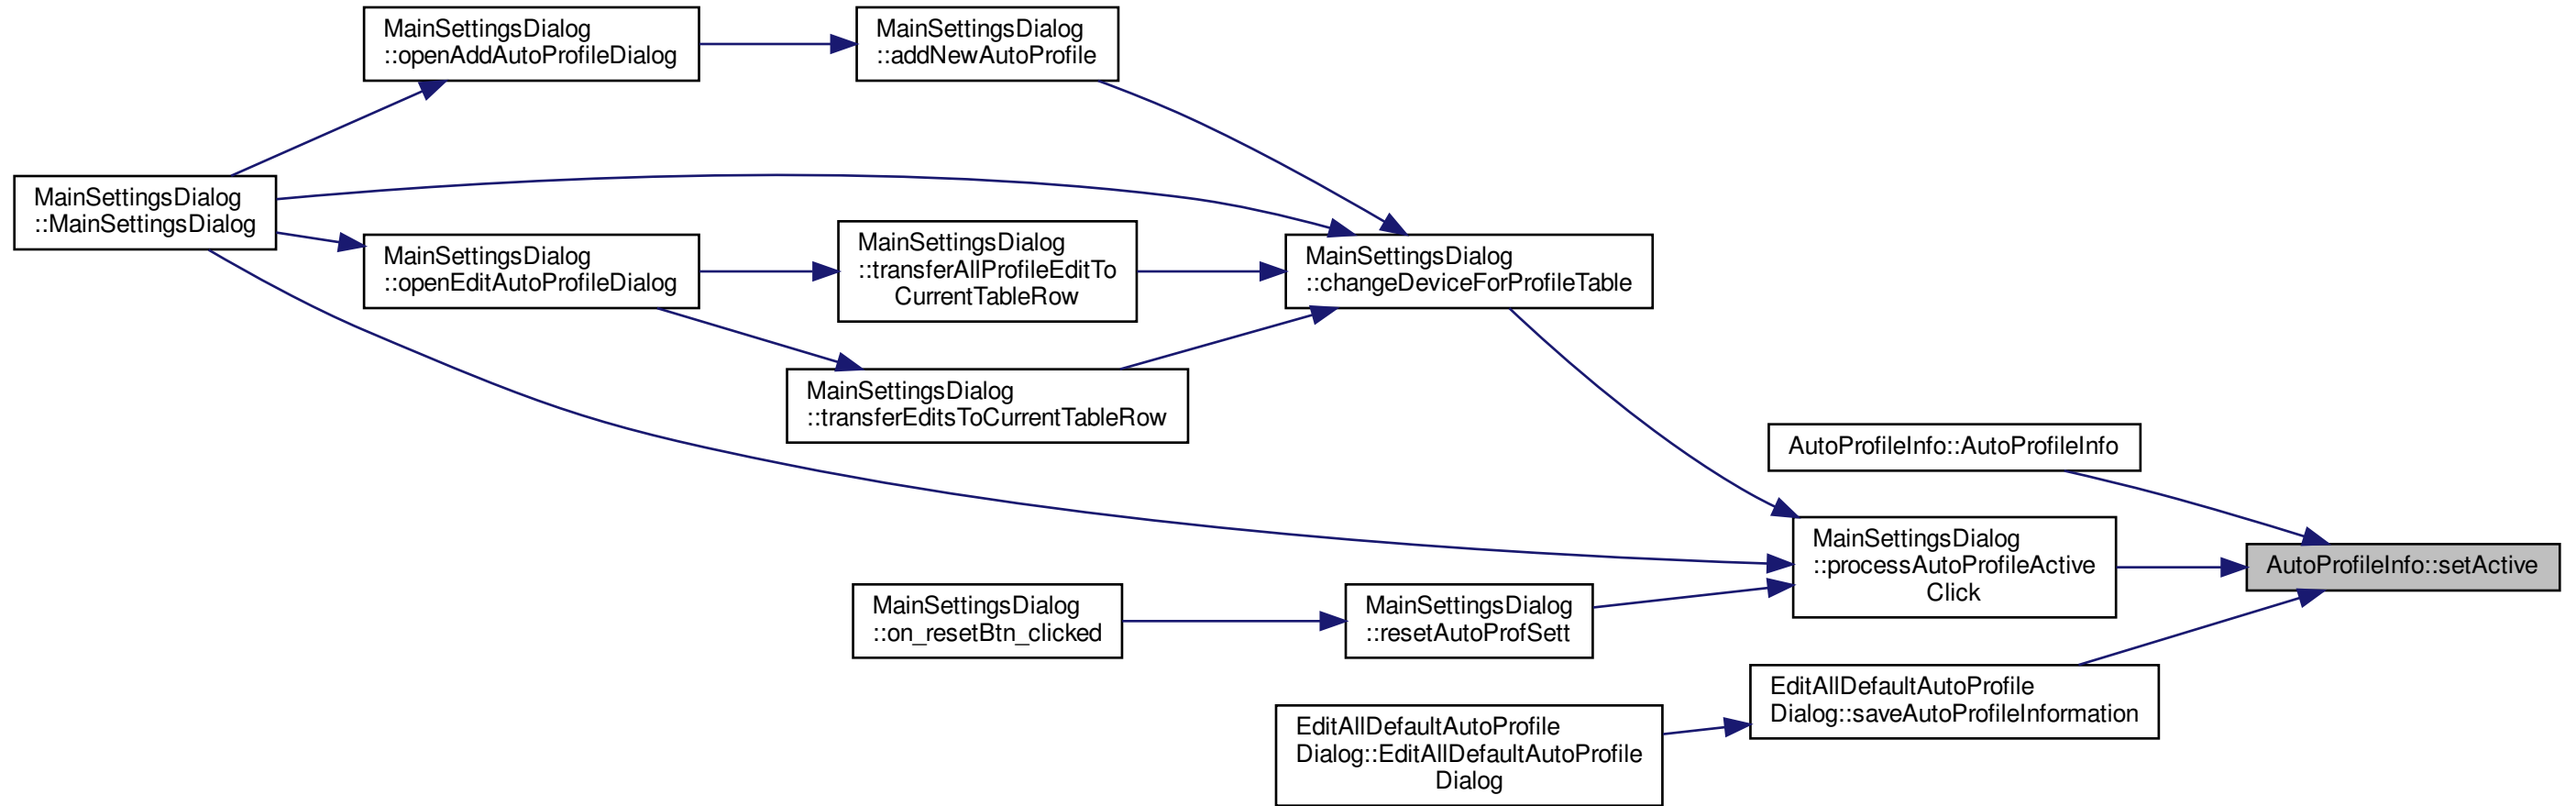 MainSettingsDialog
::openAddAutoProfileDialog
MainSettingsDialog
::addNewAutoProfile
MainSettingsDialog
::MainSettingsDialog
MainSettingsDialog
::openEditAutoProfileDialog
MainSettingsDialog
::transferAllProfileEditTo
CurrentTableRow
MainSettingsDialog
::changeDeviceForProfileTable
MainSettingsDialog
::transferEditsToCurrentTableRow
AutoProfileInfo::AutoProfileInfo
MainSettingsDialog
::processAutoProfileActive
Click
AutoProfileInfo::setActive
MainSettingsDialog
::on_resetBtn_clicked
MainSettingsDialog
::resetAutoProfSett
EditAllDefaultAutoProfile
Dialog::saveAutoProfileInformation
EditAllDefaultAutoProfile
Dialog::EditAllDefaultAutoProfile
Dialog